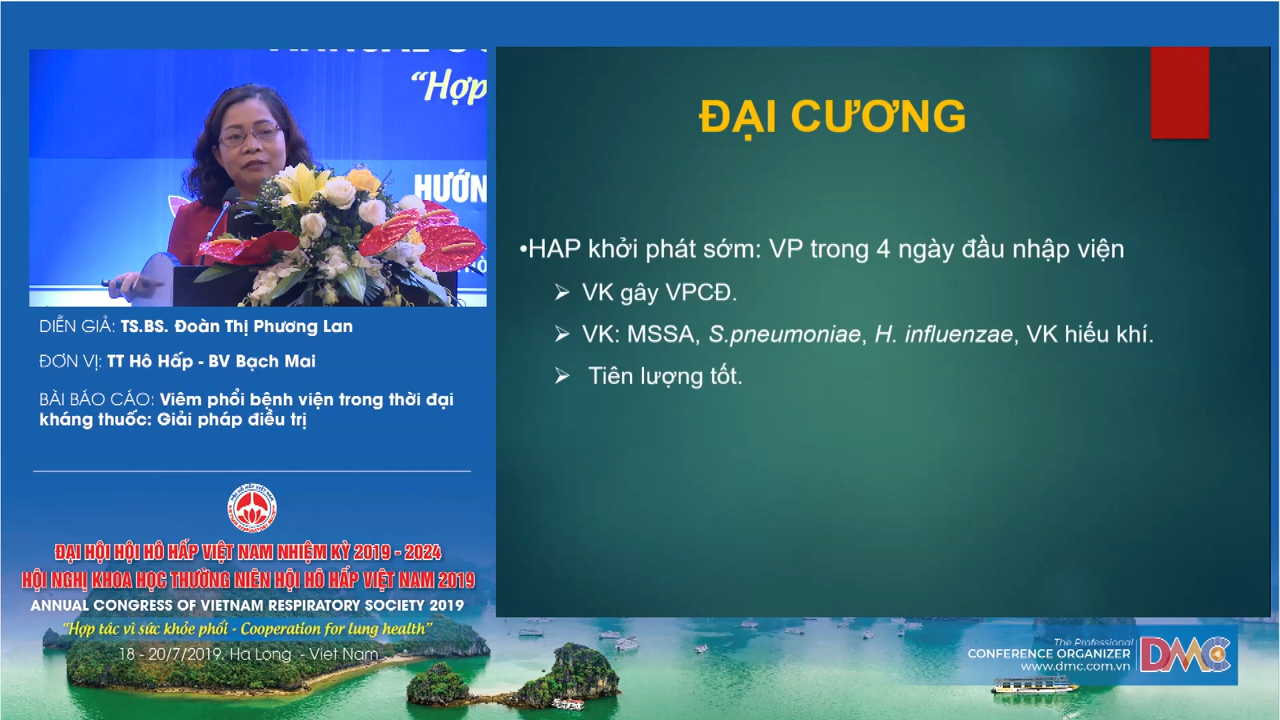 “Hợp
HƯỚN
DIỄN GIẢ: TS.BS. Đoàn Thị Phương Lan
ĐƠN VỊ: TT Hô Hấp - BV Bạch Mai
BÀI BÁO CÁO: Viêm phổi bệnh viện trong thời đại
kháng thuốc: Giải pháp điều trị
ĐẠI HỘI HỘI HÔ HẤP VIỆT NAM NHIỆM KỲ 2019 - 2024
HỘI NGHỊ KHOA HỌC THƯỜNG NIÊN HỘI HÔ HẤP VIỆT NAM 2019
ANNUAL CONGRESS OF VIETNAM RESPIRATORY SOCIETY 2019
“Hợp tác vì sức khỏe phổi - Cooperation for lung health”
18 - 20/7/2019. Ha Long - Viet Nam
ĐẠI CƯƠNG
•HAP khởi phát sớm: VP trong 4 ngày đầu nhập viện
➢ VK gây VPCĐ.
➢ VK: MSSA, S.pneumoniae, H. influenzae, VK hiếu khí.
➢ Tiên lượng tốt.
The Professional
CONFERENCE ORGANIZER
www.dmc.com.vn
DMC